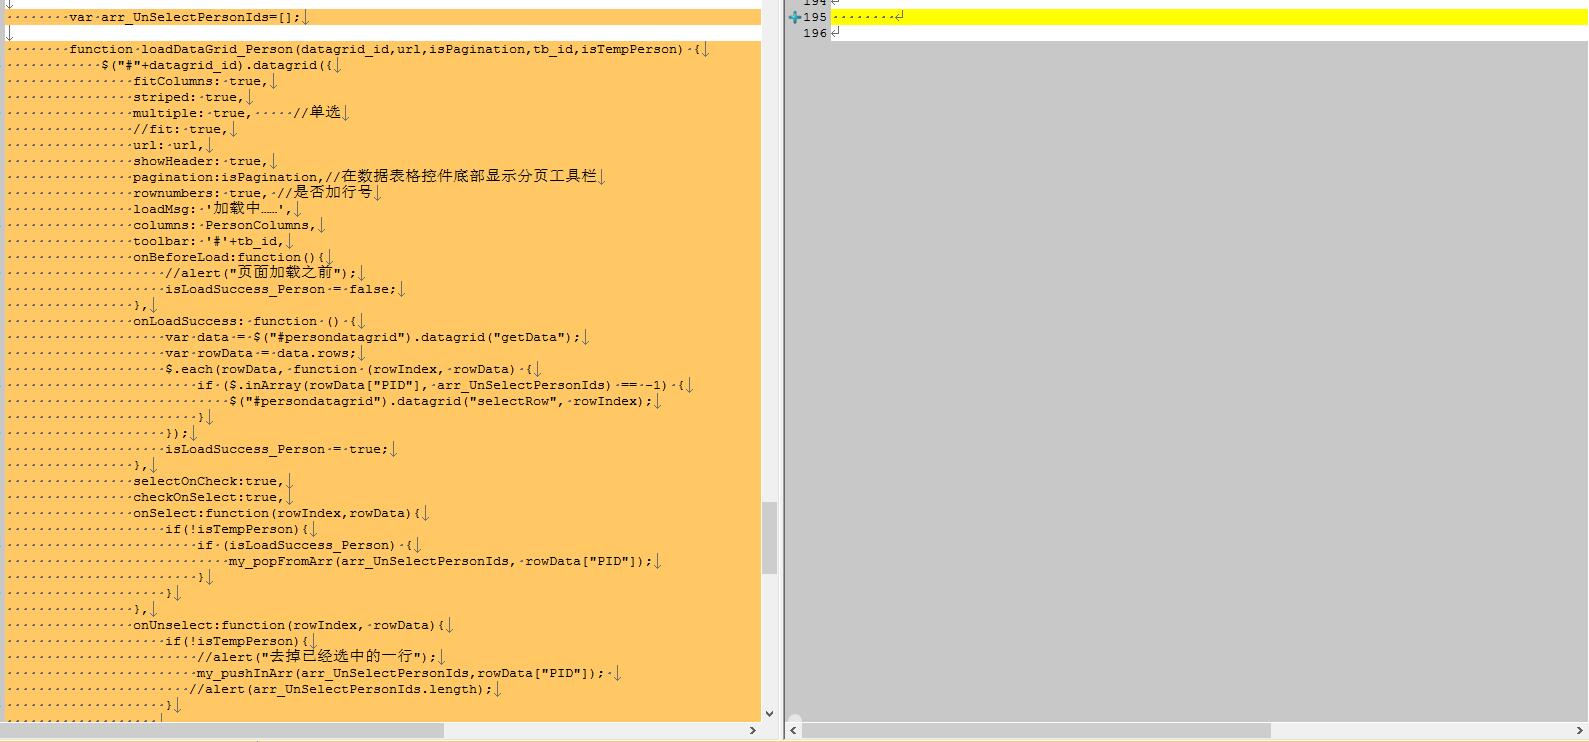 194
var arr_UnSelectPersonIds=[];
195
196
function loadDataGrid_Person(datagrid_id,url,isPagination,tb_id,isTempPerson) {
$("#"+datagrid_id).datagrid({
fitColumns: true,
striped: true,
multiple: true,     //单选
//fit: true,
url: url,
showHeader: true,
pagination:isPagination,//在数据表格控件底部显示分页工具栏
rownumbers: true, //是否加行号
loadMsg: '加载中……',
columns: PersonColumns,
toolbar: '#'+tb_id,
onBeforeLoad:function(){
//alert("页面加载之前");
isLoadSuccess_Person = false;
},
onLoadSuccess: function () {
var data = $("#persondatagrid").datagrid("getData");
var rowData = data.rows;
$.each(rowData, function (rowIndex, rowData) {
if ($.inArray(rowData["PID"], arr_UnSelectPersonIds) == -1) {
$("#persondatagrid").datagrid("selectRow", rowIndex);
}
});
isLoadSuccess_Person = true;
},
selectOnCheck:true,
checkOnSelect:true,
onSelect:function(rowIndex,rowData){
if(!isTempPerson){
if (isLoadSuccess_Person) {
my_popFromArr(arr_UnSelectPersonIds, rowData["PID"]);
}
}
},
onUnselect:function(rowIndex, rowData){
if(!isTempPerson){
//alert("去掉已经选中的一行");
my_pushInArr(arr_UnSelectPersonIds,rowData["PID"]);
//alert(arr_UnSelectPersonIds.length);
}